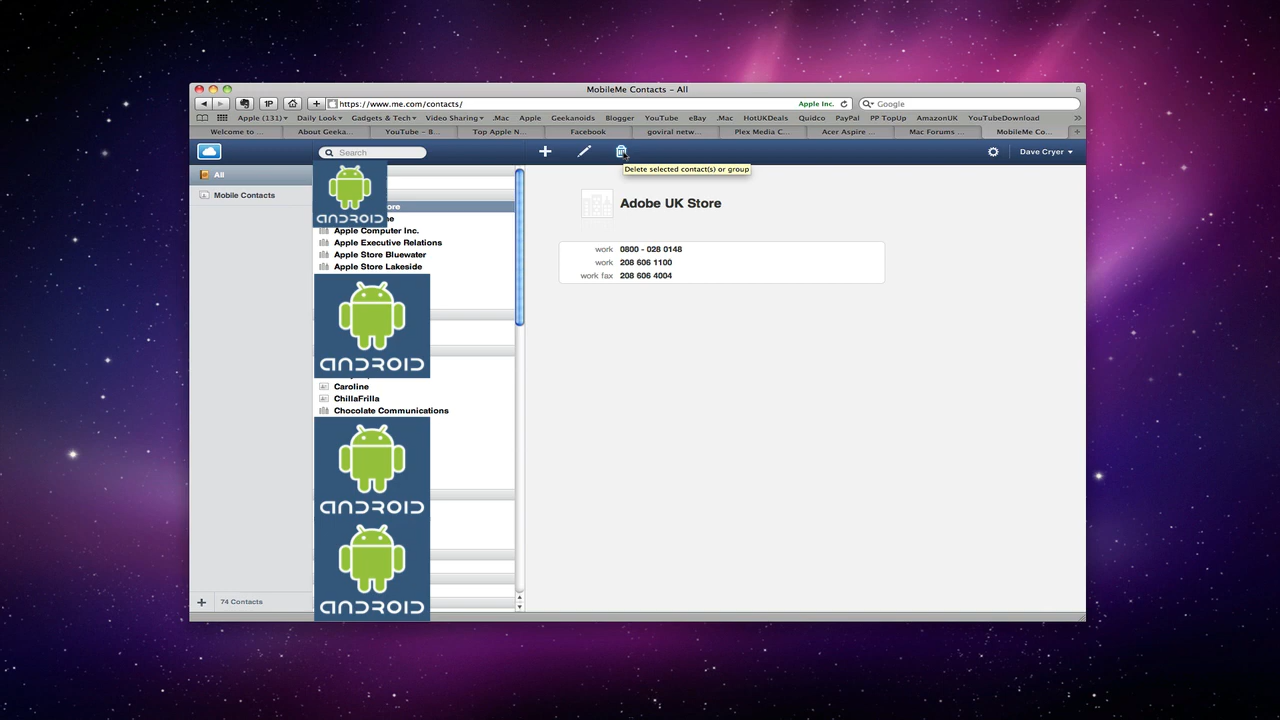 MobileMe Contacts – All
1P
https://www.me.com/contacts/
Apple Inc.
Google
Apple (131)
Daily Look
Gadgets & Tech
Video Sharing
.Mac
Apple
Geekanoids
Blogger
YouTube
eBay
.Mac
HotUKDeals
Quidco
PayPal
PP TopUp
AmazonUK
YouTubeDownload
Welcome to ...
About Geeka...
YouTube – B...
Top Apple N...
Facebook
goviral netw...
Plex Media C...
Acer Aspire ...
Mac Forums ...
MobileMe Co...
Search
Dave Cryer
Delete selected contact(s) or group
All
Mobile Contacts
ANDROID
Apple Computer Inc.
Apple Executive Relations
Apple Store Bluewater
Apple Store Lakeside
ANDROID
Caroline
ChillaFrilla
Chocolate Communications
ANDROID
ANDROID
74 Contacts
Adobe UK Store
work 0800 - 028 0148
work 208 606 1100
work fax 208 606 4004